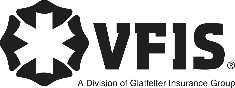 VFIS®
A Division of Glatfelter Insurance Group